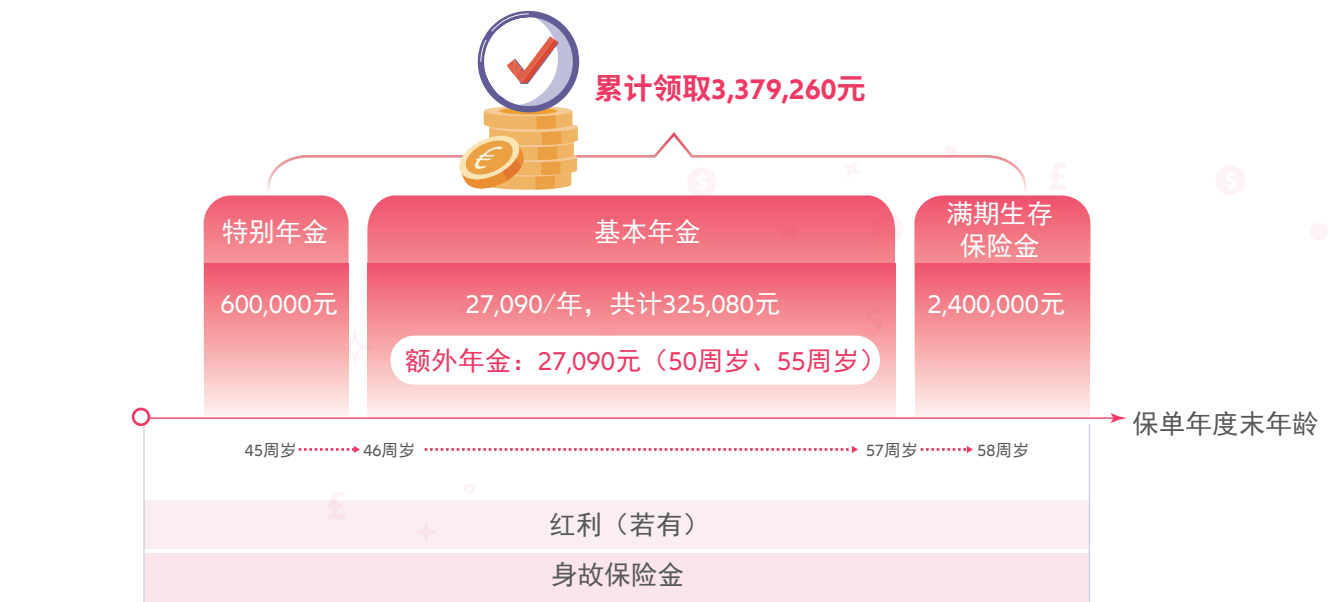 累计领取3,379,260元
特别年金
基本年金
满期生存
保险金
600,000元
27,090/年，共计325,080元
2,400,000元
额外年金：27,090元（50周岁、55周岁）
保单年度末年龄
45周岁
46周岁
57周岁
58周岁
红利（若有）
身故保险金